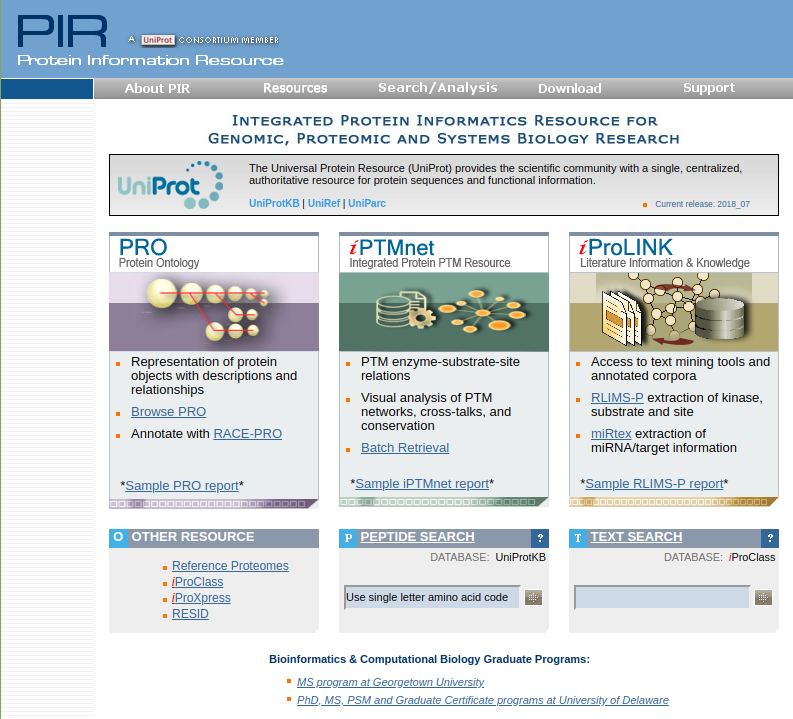 PIR
A UniProt CONSORTIUM MEMBER
Protein Information Resource
About PIR Resources Search/Analysis Download Support
INTEGRATED PROTEIN INFORMATICS RESOURCE FOR
GENOMIC, PROTEOMIC AND SYSTEMS BIOLOGY RESEARCH
UniProt
The Universal Protein Resource (UniProt) provides the scientific community with a single, centralized,
authoritative resource for protein sequences and functional information.
UniProtKB | UniRef | UniParc
Current release: 2018_07
PRO
Protein Ontology
Representation of protein
objects with descriptions and
relationships
Browse PRO
Annotate with RACE-PRO
*Sample PRO report*
iPTMnet
Integrated Protein PTM Resource
PTM enzyme-substrate-site
relations
Visual analysis of PTM
networks, cross-talks, and
conservation
Batch Retrieval
*Sample iPTMnet report*
iProLINK
Literature Information & Knowledge
Access to text mining tools and
annotated corpora
RLIMS-P extraction of kinase,
substrate and site
miRtex extraction of
miRNA/target information
*Sample RLIMS-P report*
O OTHER RESOURCE
Reference Proteomes
iProClass
iProXpress
RESID
P PEPTIDE SEARCH ?
DATABASE: UniProtKB
Use single letter amino acid code
T TEXT SEARCH ?
DATABASE: iProClass
Bioinformatics & Computational Biology Graduate Programs:
MS program at Georgetown University
PhD, MS, PSM and Graduate Certificate programs at University of Delaware